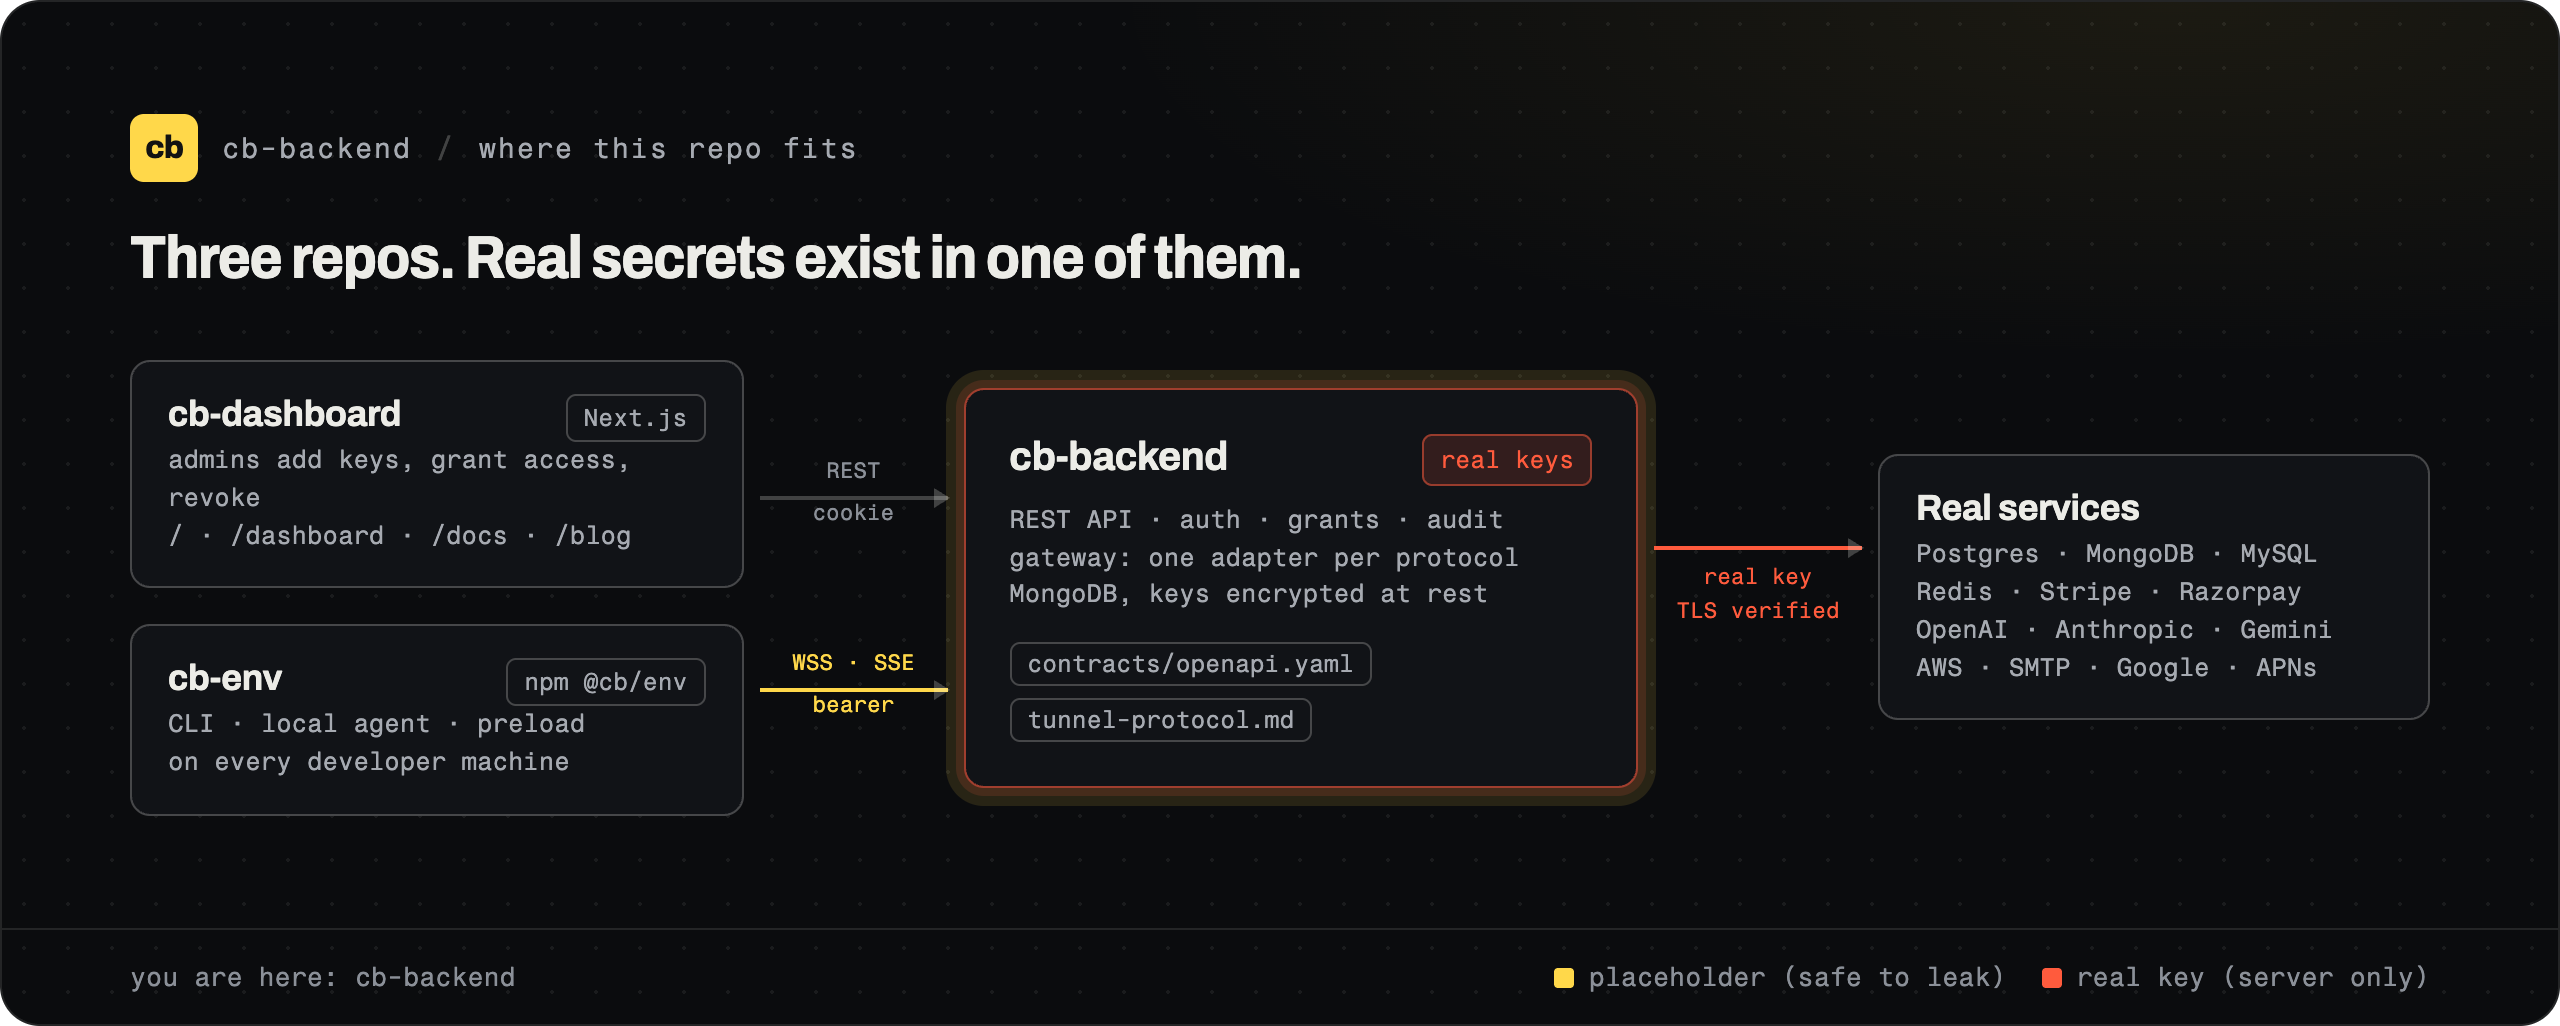 cb
cb-backend / where this repo fits
Three repos. Real secrets exist in one of them.
cb-dashboard
Next.js
admins add keys, grant access,
revoke
/ · /dashboard · /docs · /blog
cb-env
npm @cb/env
CLI · local agent · preload
on every developer machine
REST
cookie
WSS · SSE
bearer
cb-backend
real keys
REST API · auth · grants · audit
gateway: one adapter per protocol
MongoDB, keys encrypted at rest
contracts/openapi.yaml
tunnel-protocol.md
real key
TLS verified
Real services
Postgres · MongoDB · MySQL
Redis · Stripe · Razorpay
OpenAI · Anthropic · Gemini
AWS · SMTP · Google · APNs
you are here: cb-backend
placeholder (safe to leak)
real key (server only)